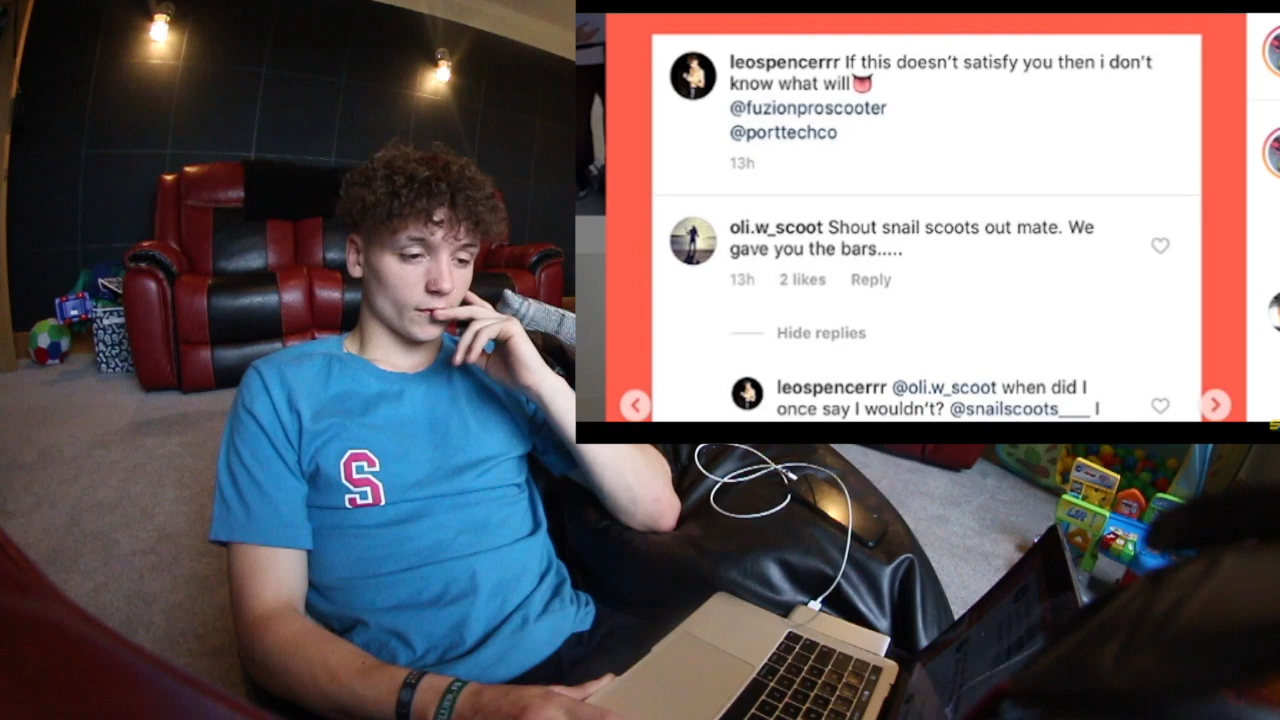 leospencerrr If this doesn't satisfy you then i don't
know what will👅
@fuzionproscooter
@porttechco
13h
oli.w_scoot Shout snail scoots out mate. We
gave you the bars.....
13h 2 likes Reply
Hide replies
leospencerrr @oli.w_scoot when did I
once say I wouldn't? @snailscoots___ I
S